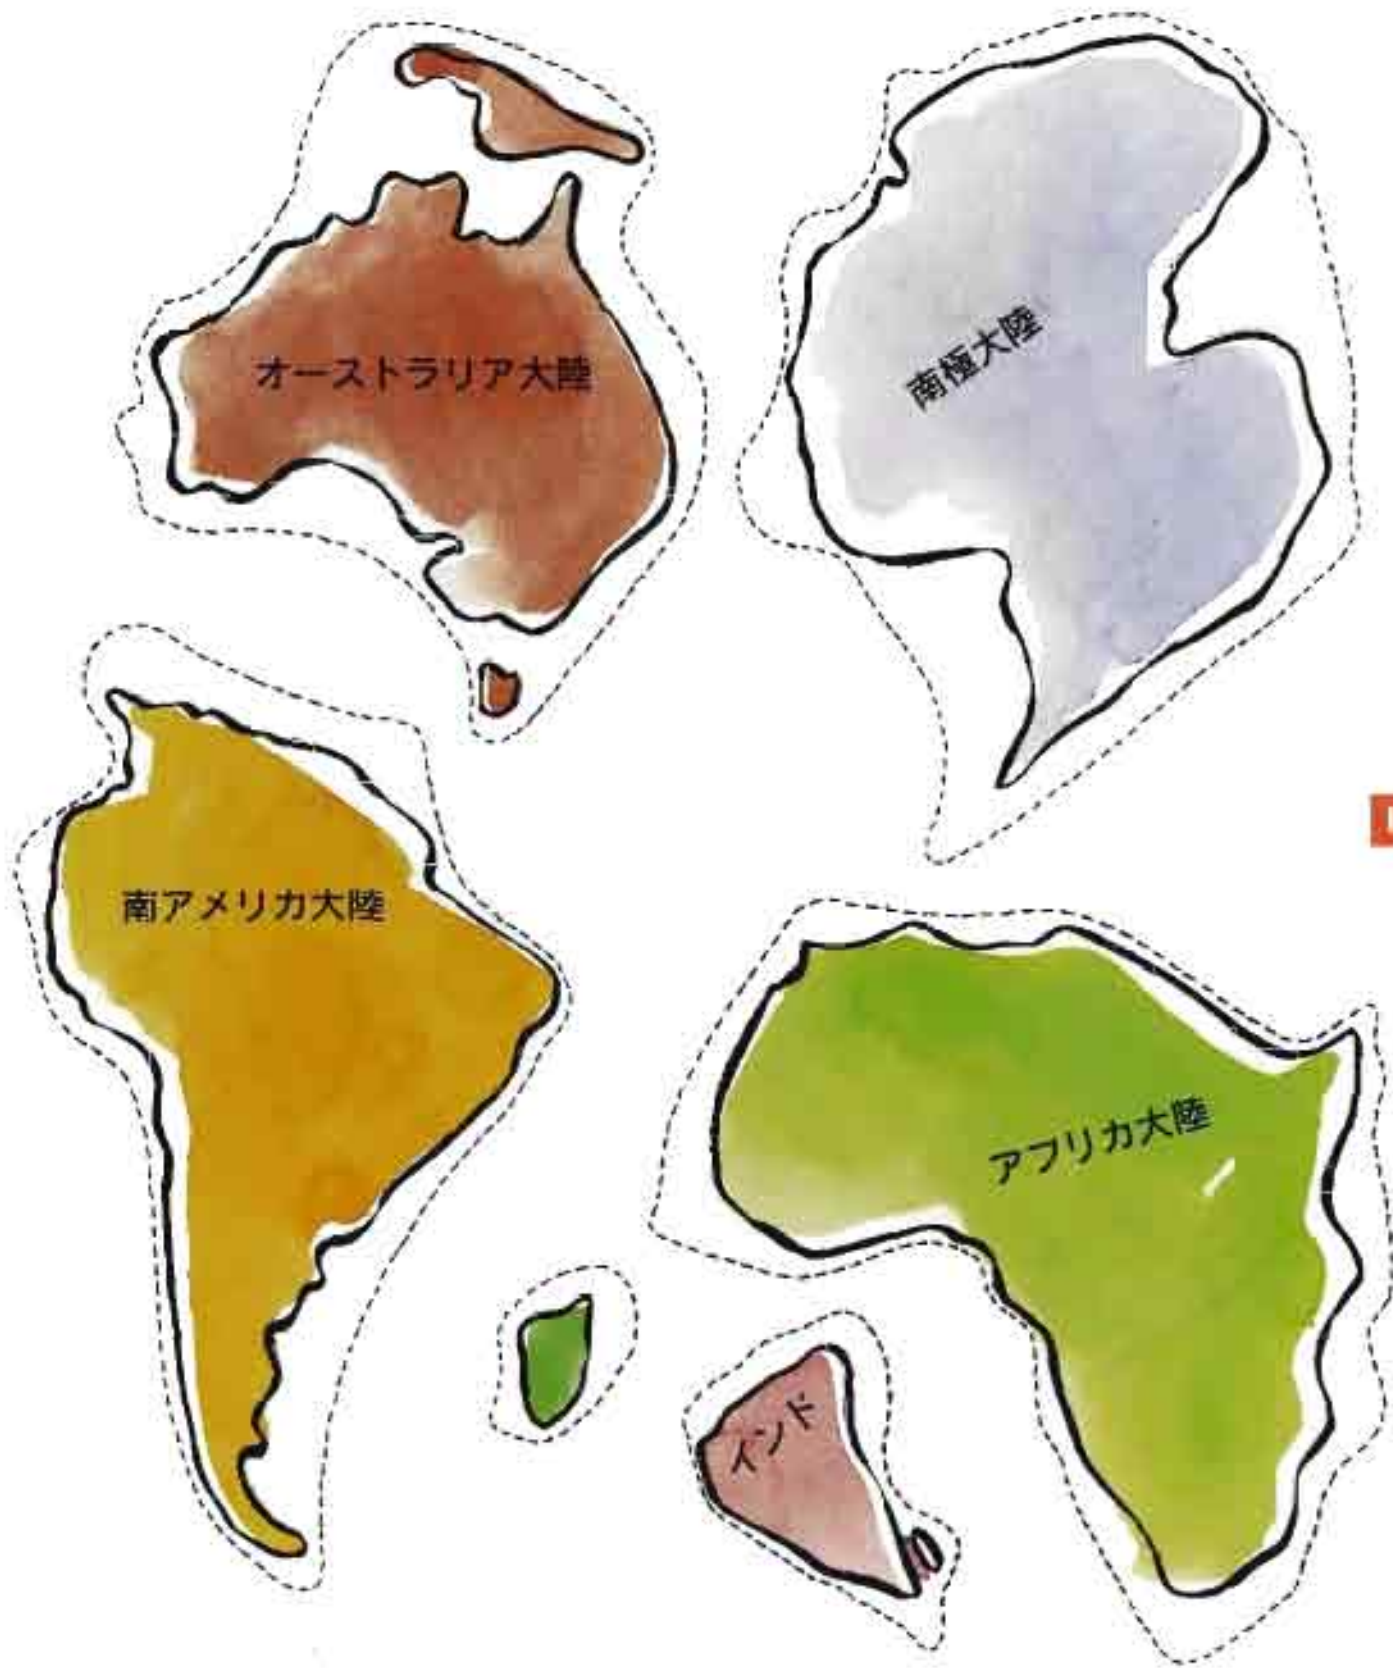 オーストラリア大陸
南極大陸
南アメリカ大陸
アフリカ大陸
インド